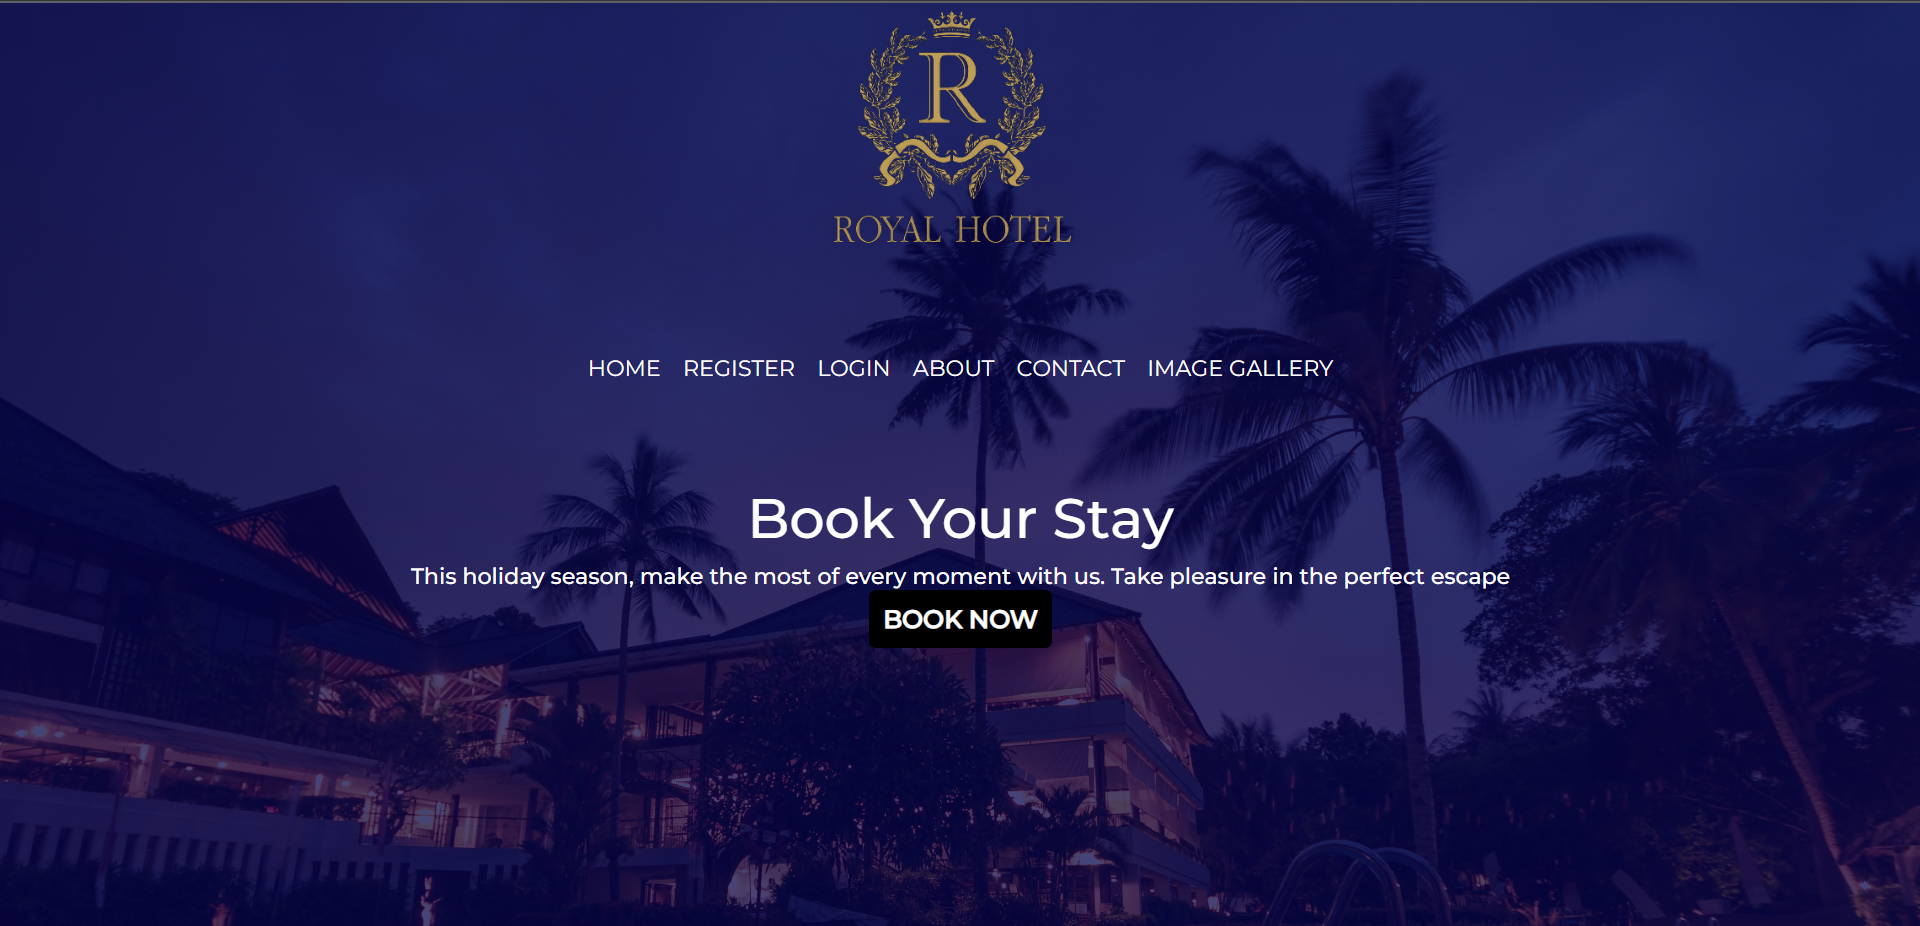 R
ROYAL HOTEL
HOME REGISTER LOGIN ABOUT CONTACT IMAGE GALLERY
Book Your Stay
This holiday season, make the most of every moment with us. Take pleasure in the perfect escape
BOOK NOW